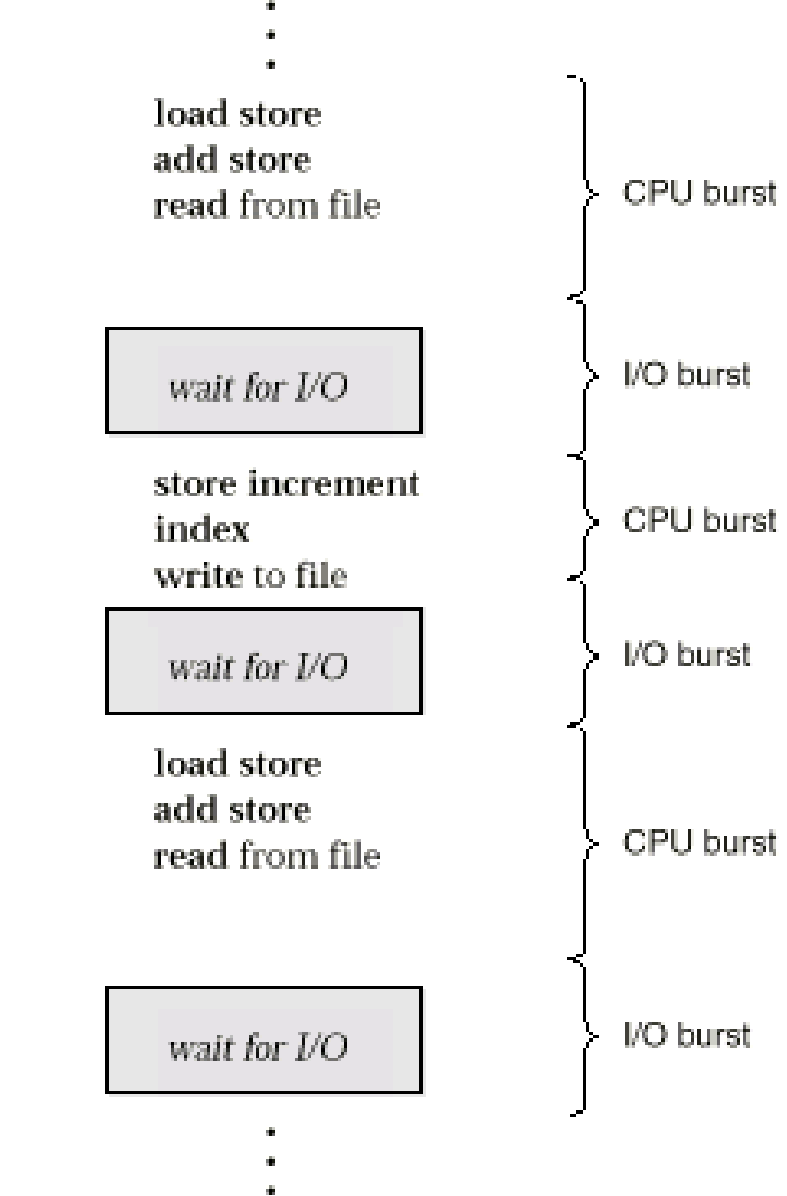 load store
add store
read from file
CPU burst
wait for I/O
I/O burst
store increment
index
write to file
CPU burst
wait for I/O
I/O burst
load store
add store
read from file
CPU burst
wait for I/O
I/O burst